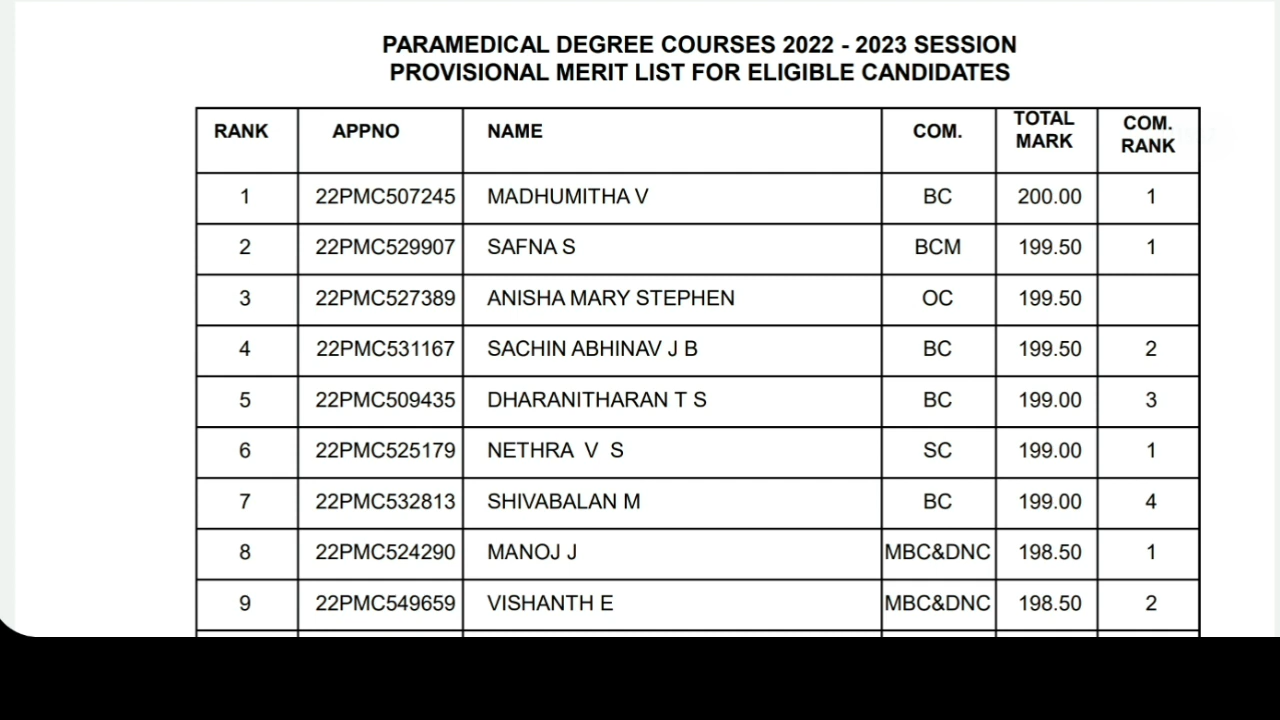 PARAMEDICAL DEGREE COURSES 2022 - 2023 SESSION
PROVISIONAL MERIT LIST FOR ELIGIBLE CANDIDATES
RANK APPNO NAME COM. TOTAL MARK COM. RANK
1 22PMC507245 MADHUMITHA V BC 200.00 1
2 22PMC529907 SAFNA S BCM 199.50 1
3 22PMC527389 ANISHA MARY STEPHEN OC 199.50
4 22PMC531167 SACHIN ABHINAV J B BC 199.50 2
5 22PMC509435 DHARANITHARAN T S BC 199.00 3
6 22PMC525179 NETHRA V S SC 199.00 1
7 22PMC532813 SHIVABALAN M BC 199.00 4
8 22PMC524290 MANOJ J MBC&DNC 198.50 1
9 22PMC549659 VISHANTH E MBC&DNC 198.50 2